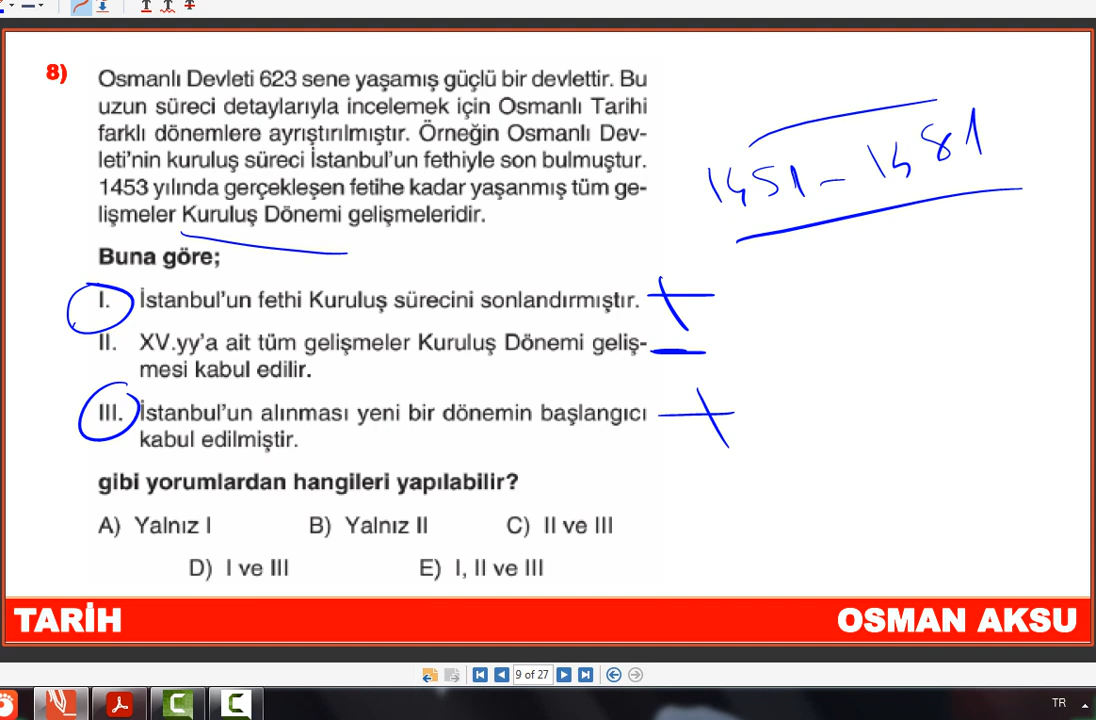 8)
Osmanlı Devleti 623 sene yaşamış güçlü bir devlettir. Bu
uzun süreci detaylarıyla incelemek için Osmanlı Tarihi
farklı dönemlere ayrıştırılmıştır. Örneğin Osmanlı Dev-
leti'nin kuruluş süreci İstanbul'un fethiyle son bulmuştur.
1453 yılında gerçekleşen fetihe kadar yaşanmış tüm ge-
lişmeler Kuruluş Dönemi gelişmeleridir.
1451 - 1481
Buna göre;
I. İstanbul'un fethi Kuruluş sürecini sonlandırmıştır. +
II. XV.yy'a ait tüm gelişmeler Kuruluş Dönemi geliş- -
mesi kabul edilir.
III. İstanbul'un alınması yeni bir dönemin başlangıcı +
kabul edilmiştir.
gibi yorumlardan hangileri yapılabilir?
A) Yalnız I B) Yalnız II C) II ve III
D) I ve III E) I, II ve III
TARİH OSMAN AKSU
9 of 27
TR